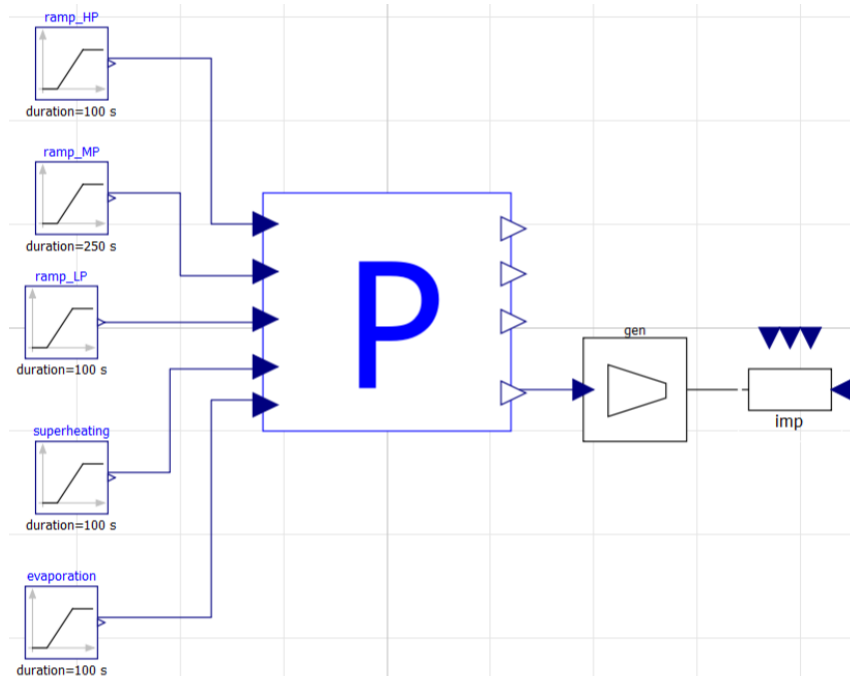 ramp_HP
duration=100 s
ramp_MP
duration=250 s
ramp_LP
duration=100 s
superheating
duration=100 s
evaporation
duration=100 s
P
gen
imp